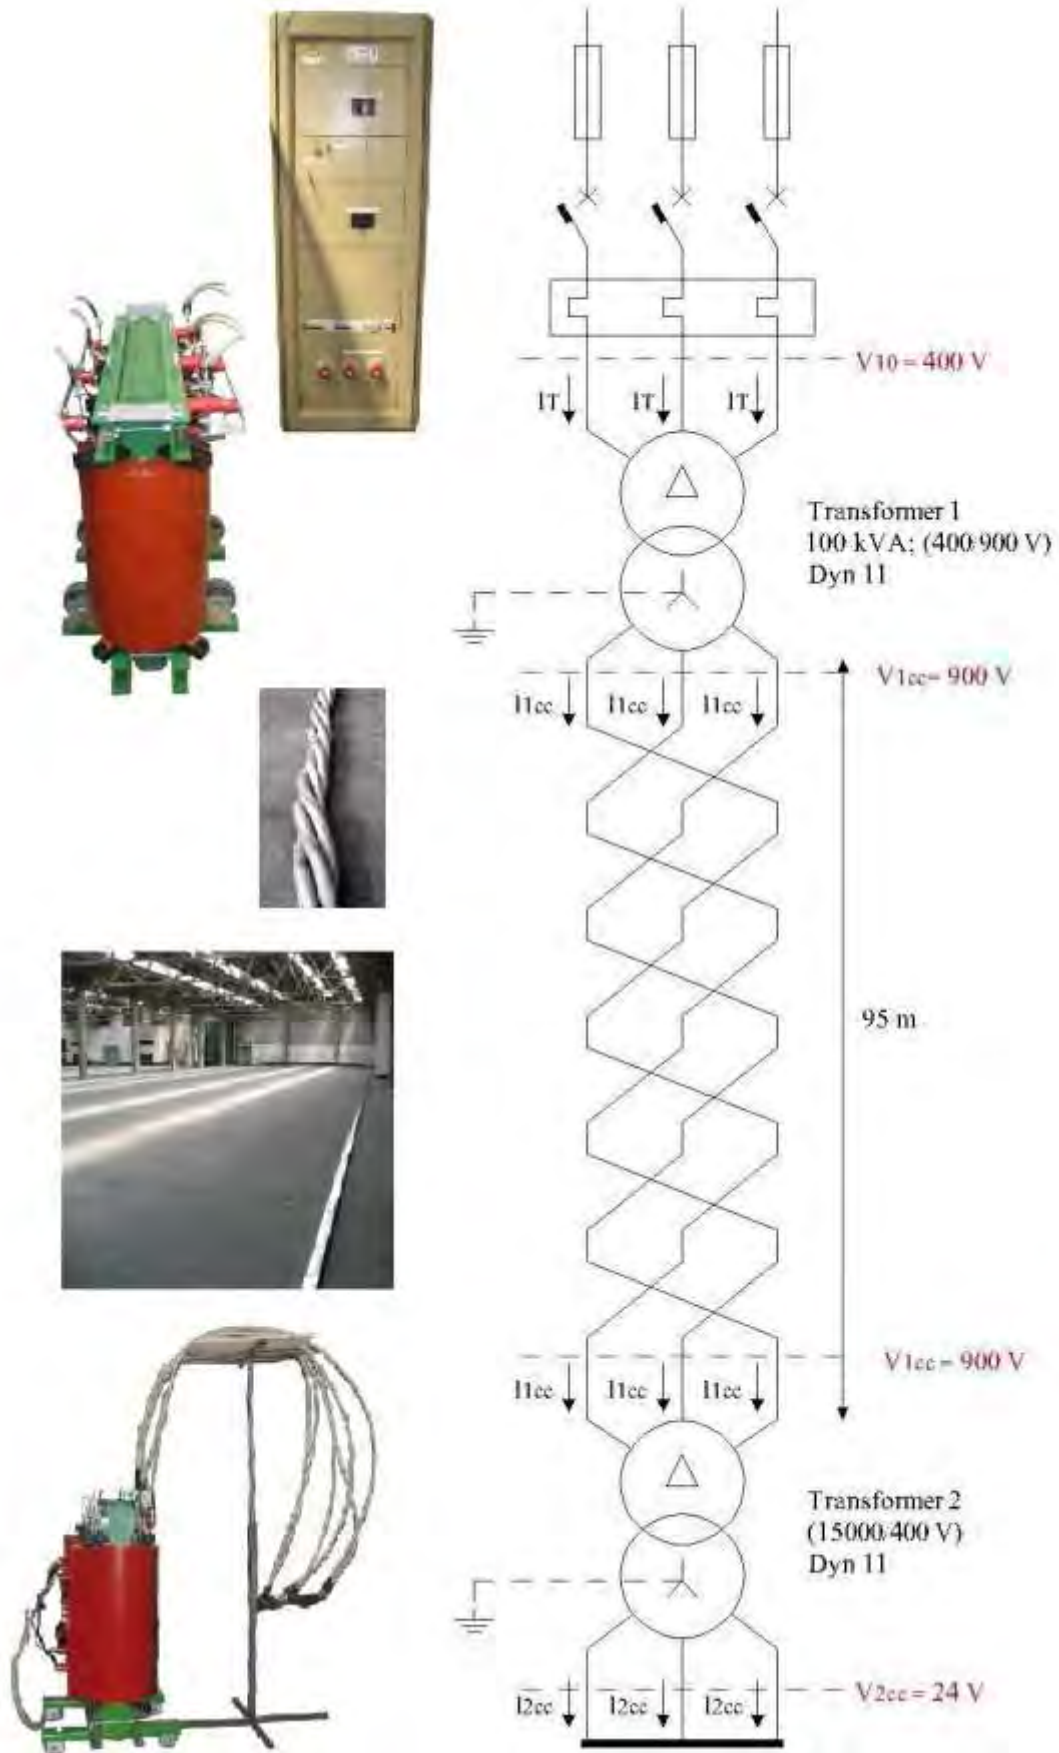 V10 = 400 V
IT IT IT
Transformer 1
100 kVA; (400/900 V)
Dyn 11
V1cc= 900 V
I1cc I1cc I1cc
95 m
V1cc = 900 V
I1cc I1cc I1cc
Transformer 2
(15000/400 V)
Dyn 11
V2cc = 24 V
I2cc I2cc I2cc